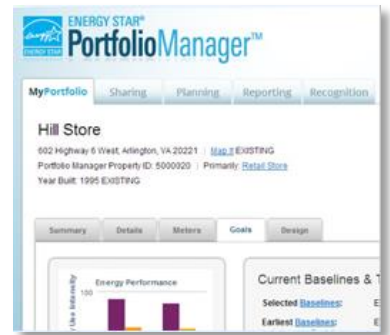 ENERGY STAR®
PortfolioManager™
ENERGY STAR
MyPortfolio Sharing Planning Reporting Recognition
Hill Store
602 Highway 6 West, Arlington, VA 20221 | Map It EXISTING
Portfolio Manager Property ID: 5000020 | Primarily: Retail Store
Year Built: 1995 EXISTING
Summary Details Meters Goals Design
Energy Performance
100
y Use Intensity
Current Baselines & T
Selected Baselines: E
Earliest Baselines: E